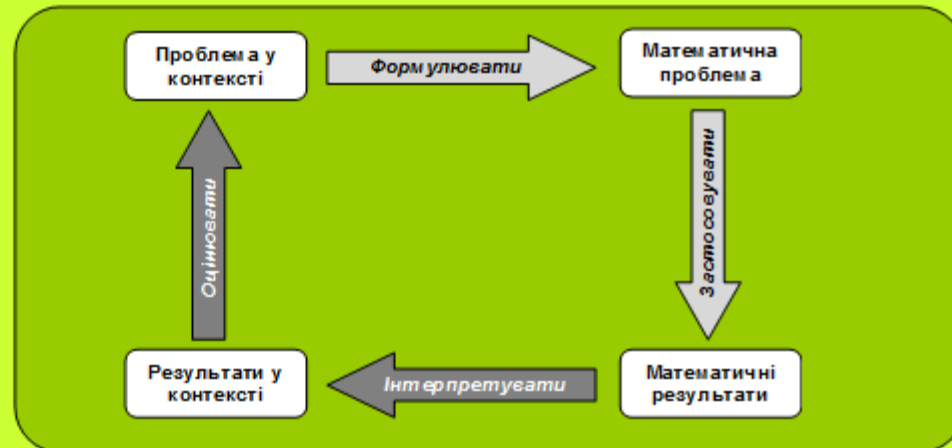 Проблема у
контексті
Формулювати
Математична
проблема
Застосовувати
Математичні
результати
Інтерпретувати
Результати у
контексті
Оцінювати